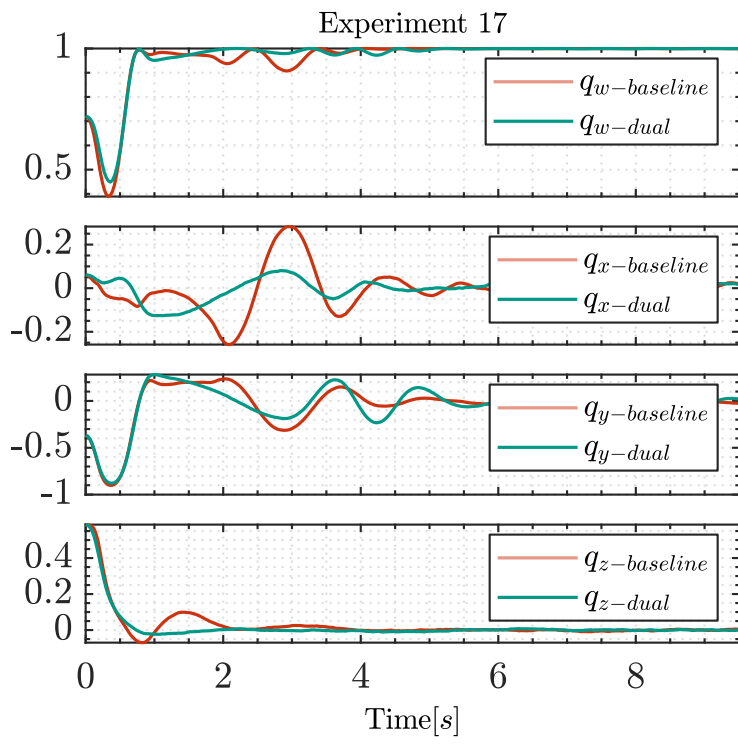 Experiment 17
1
0.5
q_{w-baseline}
q_{w-dual}
0.2
0
-0.2
q_{x-baseline}
q_{x-dual}
0
-0.5
-1
q_{y-baseline}
q_{y-dual}
0.4
0.2
0
q_{z-baseline}
q_{z-dual}
0 2 4 6 8
Time[s]